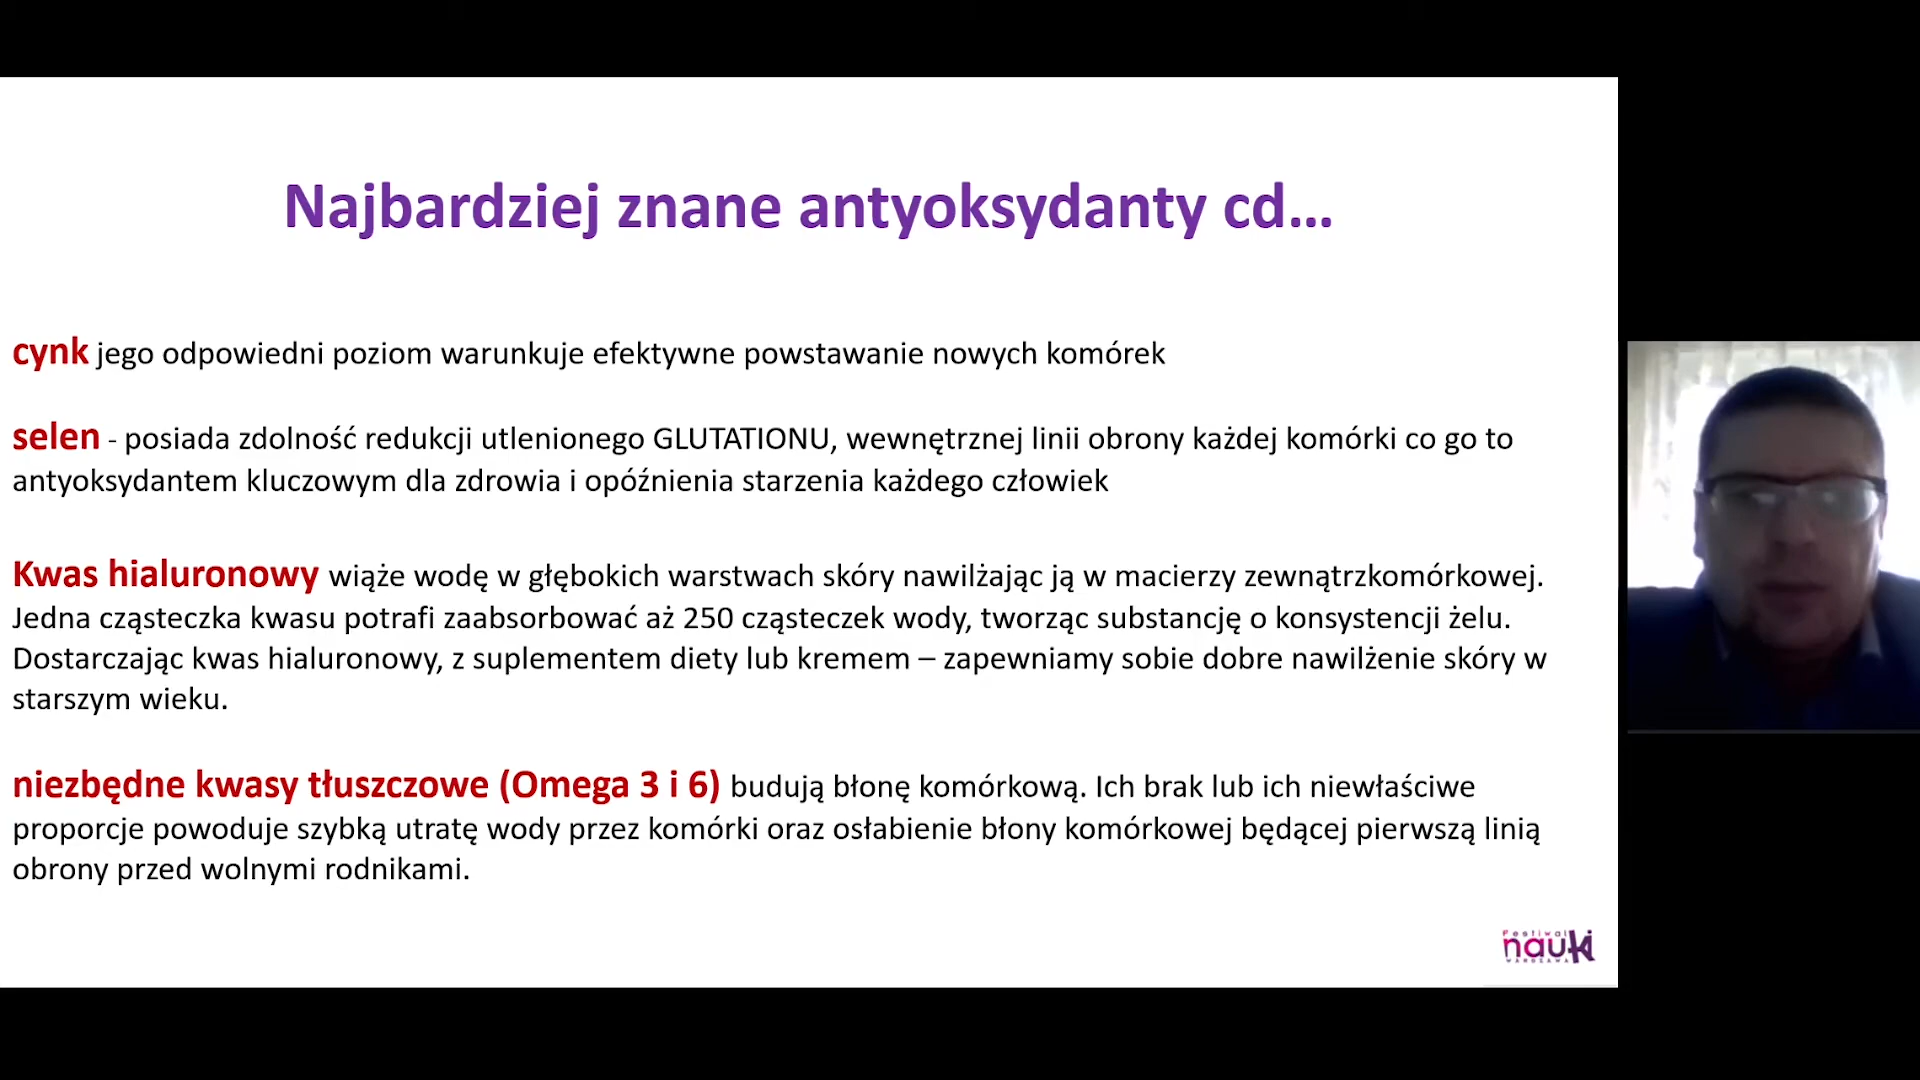 Najbardziej znane antyoksydanty cd...
cynk jego odpowiedni poziom warunkuje efektywne powstawanie nowych komórek
selen - posiada zdolność redukcji utlenionego GLUTATIONU, wewnętrznej linii obrony każdej komórki co go to
antyoksydantem kluczowym dla zdrowia i opóźnienia starzenia każdego człowiek
Kwas hialuronowy wiąże wodę w głębokich warstwach skóry nawilżając ją w macierzy zewnątrzkomórkowej.
Jedna cząsteczka kwasu potrafi zaabsorbować aż 250 cząsteczek wody, tworząc substancję o konsystencji żelu.
Dostarczając kwas hialuronowy, z suplementem diety lub kremem – zapewniamy sobie dobre nawilżenie skóry w
starszym wieku.
niezbędne kwasy tłuszczowe (Omega 3 i 6) budują błonę komórkową. Ich brak lub ich niewłaściwe
proporcje powoduje szybką utratę wody przez komórki oraz osłabienie błony komórkowej będącej pierwszą linią
obrony przed wolnymi rodnikami.
Festiwal
nauki
WARSZAWA